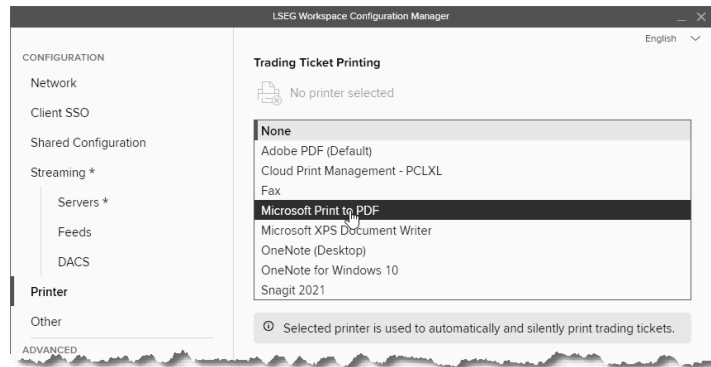 LSEG Workspace Configuration Manager
English
CONFIGURATION
Network
Client SSO
Shared Configuration
Streaming *
Servers *
Feeds
DACS
Printer
Other
ADVANCED
Trading Ticket Printing
No printer selected
None
Adobe PDF (Default)
Cloud Print Management - PCLXL
Fax
Microsoft Print to PDF
Microsoft XPS Document Writer
OneNote (Desktop)
OneNote for Windows 10
Snagit 2021
Selected printer is used to automatically and silently print trading tickets.